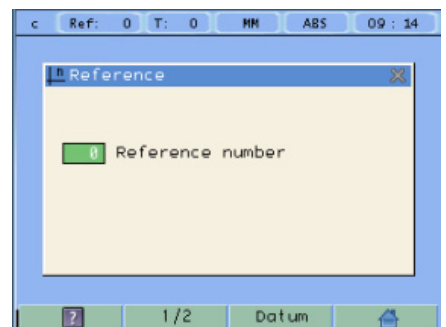 c Ref: 0 T: 0 MM ABS 09 : 14
n Reference
0 Reference number
? 1/2 Datum